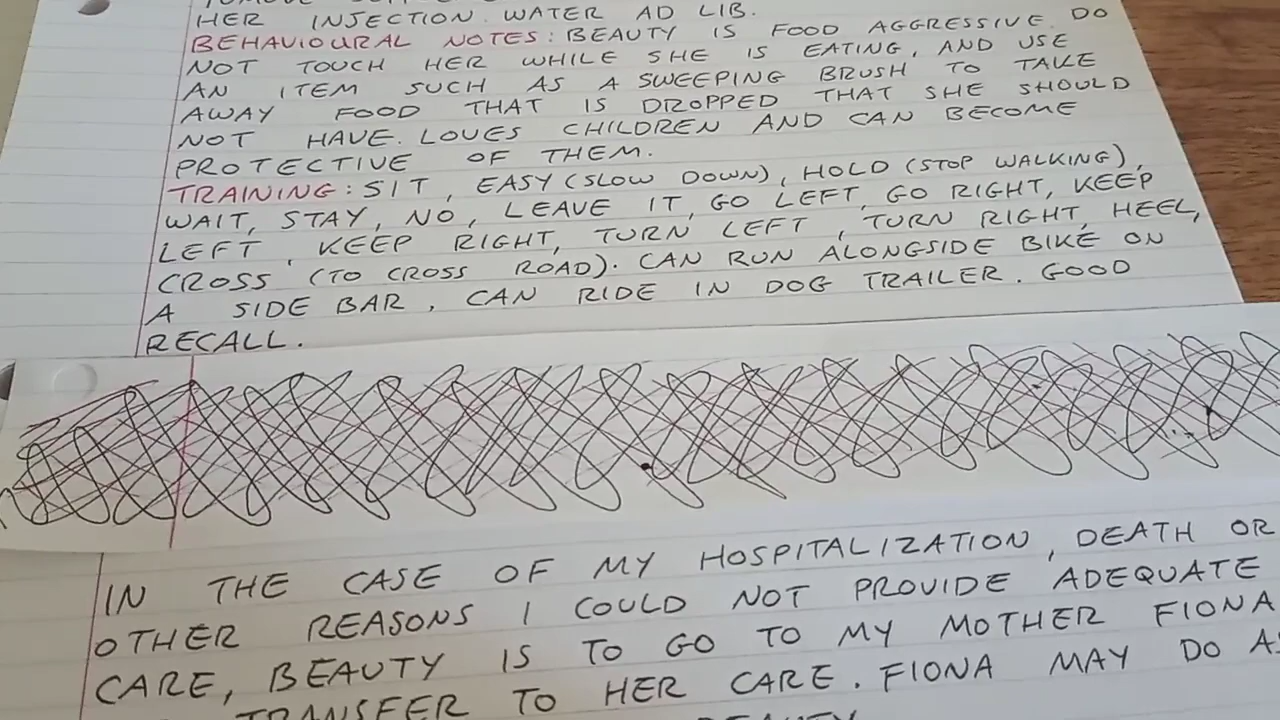 HER INJECTION. WATER AD LIB.
BEHAVIOURAL NOTES: BEAUTY IS FOOD AGGRESSIVE. DO
NOT TOUCH HER WHILE SHE IS EATING, AND USE
AN ITEM SUCH AS A SWEEPING BRUSH TO TAKE
AWAY FOOD THAT IS DROPPED THAT SHE SHOULD
NOT HAVE. LOVES CHILDREN AND CAN BECOME
PROTECTIVE OF THEM.
TRAINING: SIT, EASY (SLOW DOWN), HOLD (STOP WALKING),
WAIT, STAY, NO, LEAVE IT, GO LEFT, GO RIGHT, KEEP
LEFT, KEEP RIGHT, TURN LEFT, TURN RIGHT, HEEL,
CROSS (TO CROSS ROAD). CAN RUN ALONGSIDE BIKE ON
A SIDE BAR, CAN RIDE IN DOG TRAILER. GOOD
RECALL.
IN THE CASE OF MY HOSPITALIZATION, DEATH OR
OTHER REASONS I COULD NOT PROVIDE ADEQUATE
CARE, BEAUTY IS TO GO TO MY MOTHER FIONA
TRANSFER TO HER CARE. FIONA MAY DO AS